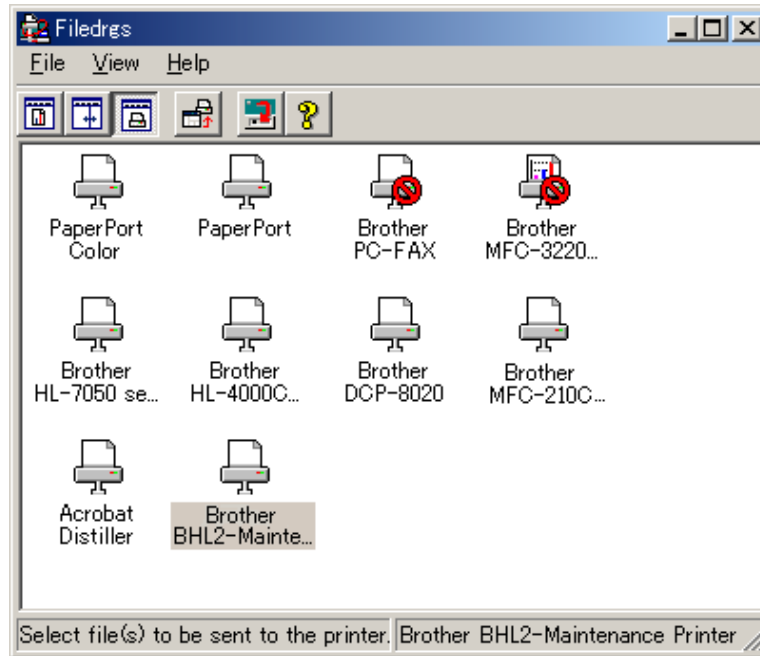 Filedrgs
File View Help
PaperPort
Color
PaperPort
Brother
PC-FAX
Brother
MFC-3220...
Brother
HL-7050 se...
Brother
HL-4000C...
Brother
DCP-8020
Brother
MFC-210C...
Acrobat
Distiller
Brother
BHL2-Mainte...
Select file(s) to be sent to the printer. Brother BHL2-Maintenance Printer